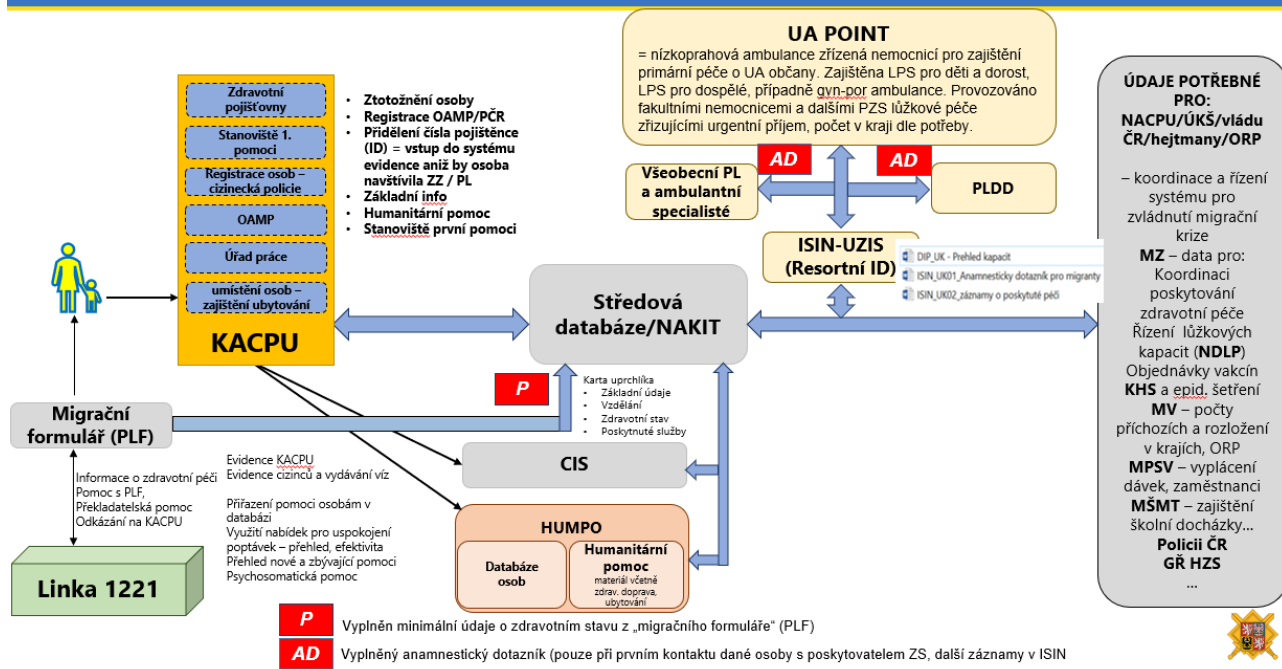 UA POINT
= nízkoprahová ambulance zřízená nemocnicí pro zajištění
primární péče o UA občany. Zajištěna LPS pro děti a dorost,
LPS pro dospělé, případně gyn-por ambulance. Provozováno
fakultními nemocnicemi a dalšími PZS lůžkové péče
zřizujícími urgentní příjem, počet v kraji dle potřeby.
Zdravotní
pojišťovny
Stanoviště 1.
pomoci
Registrace osob –
cizinecká policie
OAMP
Úřad práce
umístění osob –
zajištění ubytování
KACPU
• Ztotožnění osoby
• Registrace OAMP/PČR
• Přidělení čísla pojištěnce
(ID) = vstup do systému
evidence aniž by osoba
navštívila ZZ / PL
• Základní info
• Humanitární pomoc
• Stanoviště první pomoci
AD
AD
Všeobecní PL
a ambulantní
specialisté
PLDD
ISIN-UZIS
(Resortní ID)
DIP_UK - Prehled kapacit
ISIN_UK01_Anamnesticky dotazník pro migranty
ISIN_UK02_záznamy o poskytuté péči
Středová
databáze/NAKIT
P
Karta uprchlíka
• Základní údaje
• Vzdělání
• Zdravotní stav
• Poskytnuté služby
Migrační
formulář (PLF)
Informace o zdravotní péči
Pomoc s PLF,
Překladatelská pomoc
Odkázání na KACPU
Linka 1221
Evidence KACPU
Evidence cizinců a vydávání víz
Přiřazení pomoci osobám v
databázi
Využití nabídek pro uspokojení
poptávek – přehled, efektivita
Přehled nové a zbývající pomoci
Psychosomatická pomoc
CIS
HUMPO
Databáze
osob
Humanitární
pomoc
materiál včetně
zdrav. doprava,
ubytování
ÚDAJE POTŘEBNÉ
PRO:
NACPU/ÚKŠ/vládu
ČR/hejtmany/ORP
– koordinace a řízení
systému pro
zvládnutí migrační
krize
MZ – data pro:
Koordinaci
poskytování
zdravotní péče
Řízení lůžkových
kapacit (NDLP)
Objednávky vakcín
KHS a epid. šetření
MV – počty
příchozích a rozložení
v krajích, ORP
MPSV – vyplácení
dávek, zaměstnanci
MŠMT – zajištění
školní docházky...
Policii ČR
GŘ HZS
...
P
Vyplněn minimální údaje o zdravotním stavu z „migračního formuláře“ (PLF)
AD
Vyplněný anamnestický dotazník (pouze při prvním kontaktu dané osoby s poskytovatelem ZS, další záznamy v ISIN